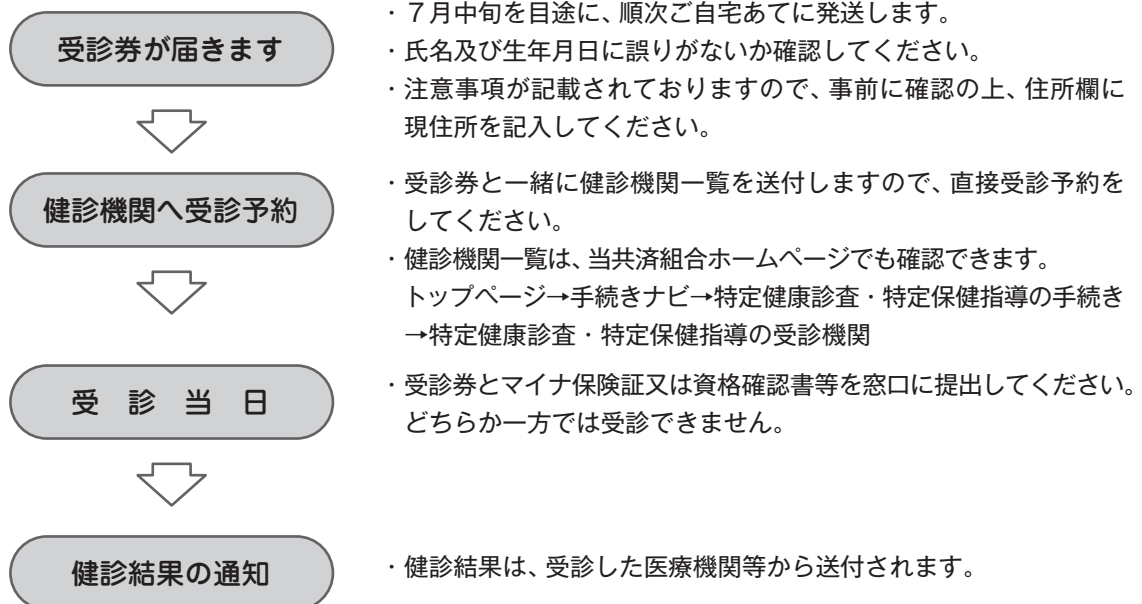 受診券が届きます
・７月中旬を目途に、順次ご自宅あてに発送します。
・氏名及び生年月日に誤りがないか確認してください。
・注意事項が記載されておりますので、事前に確認の上、住所欄に
現住所を記入してください。
健診機関へ受診予約
・受診券と一緒に健診機関一覧を送付しますので、直接受診予約を
してください。
・健診機関一覧は、当共済組合ホームページでも確認できます。
トップページ→手続きナビ→特定健康診査・特定保健指導の手続き
→特定健康診査・特定保健指導の受診機関
受　診　当　日
・受診券とマイナ保険証又は資格確認書等を窓口に提出してください。
どちらか一方では受診できません。
健診結果の通知
・健診結果は、受診した医療機関等から送付されます。